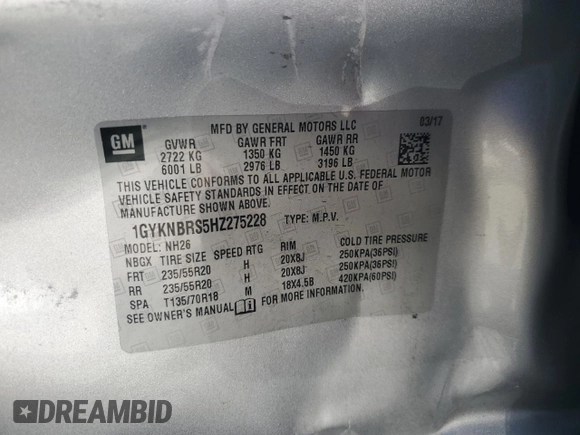 GM
MFD BY GENERAL MOTORS LLC
03/17
GVWR GAWR FRT GAWR RR
2722 KG 1350 KG 1450 KG
6001 LB 2976 LB 3196 LB
THIS VEHICLE CONFORMS TO ALL APPLICABLE U.S. FEDERAL MOTOR
VEHICLE SAFETY STANDARDS IN EFFECT ON THE DATE OF
MANUFACTURE SHOWN ABOVE.
1GYKNBRS5HZ275228 TYPE: M.P.V.
MODEL: NH26
NBGX TIRE SIZE SPEED RTG RIM COLD TIRE PRESSURE
FRT 235/55R20 H 20X8J 250KPA(36PSI)
RR 235/55R20 H 20X8J 250KPA(36PSI)
SPA T135/70R18 M 18X4.5B 420KPA(60PSI)
SEE OWNER'S MANUAL
DREAMBID